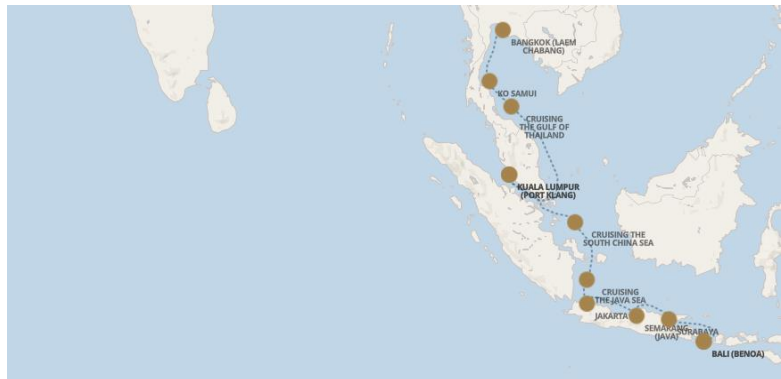 BANGKOK (LAEM
CHABANG)
KO SAMUI
CRUISING
THE GULF OF
THAILAND
KUALA LUMPUR
(PORT KLANG)
CRUISING THE
SOUTH CHINA SEA
CRUISING
THE JAVA SEA
JAKARTA
SEMARANG
(JAVA)
SURABAYA
BALI (BENOA)